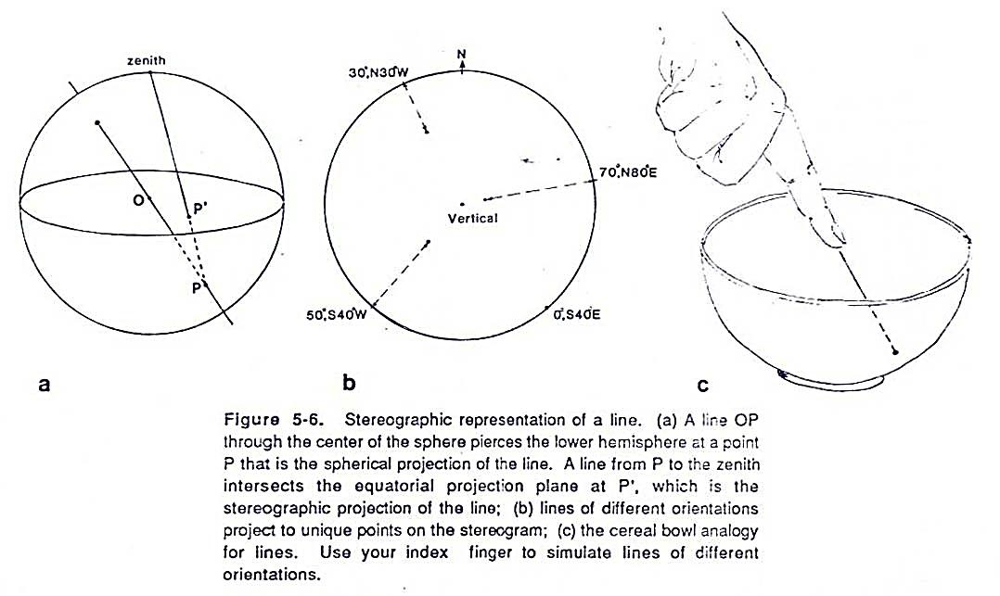 zenith
O
P'
P
a
N
30°,N30°W
70°,N80°E
Vertical
50°,S40°W
0°,S40°E
b
c
Figure 5-6. Stereographic representation of a line. (a) A line OP
through the center of the sphere pierces the lower hemisphere at a point
P that is the spherical projection of the line. A line from P to the zenith
intersects the equatorial projection plane at P', which is the
stereographic projection of the line; (b) lines of different orientations
project to unique points on the stereogram; (c) the cereal bowl analogy
for lines. Use your index finger to simulate lines of different
orientations.